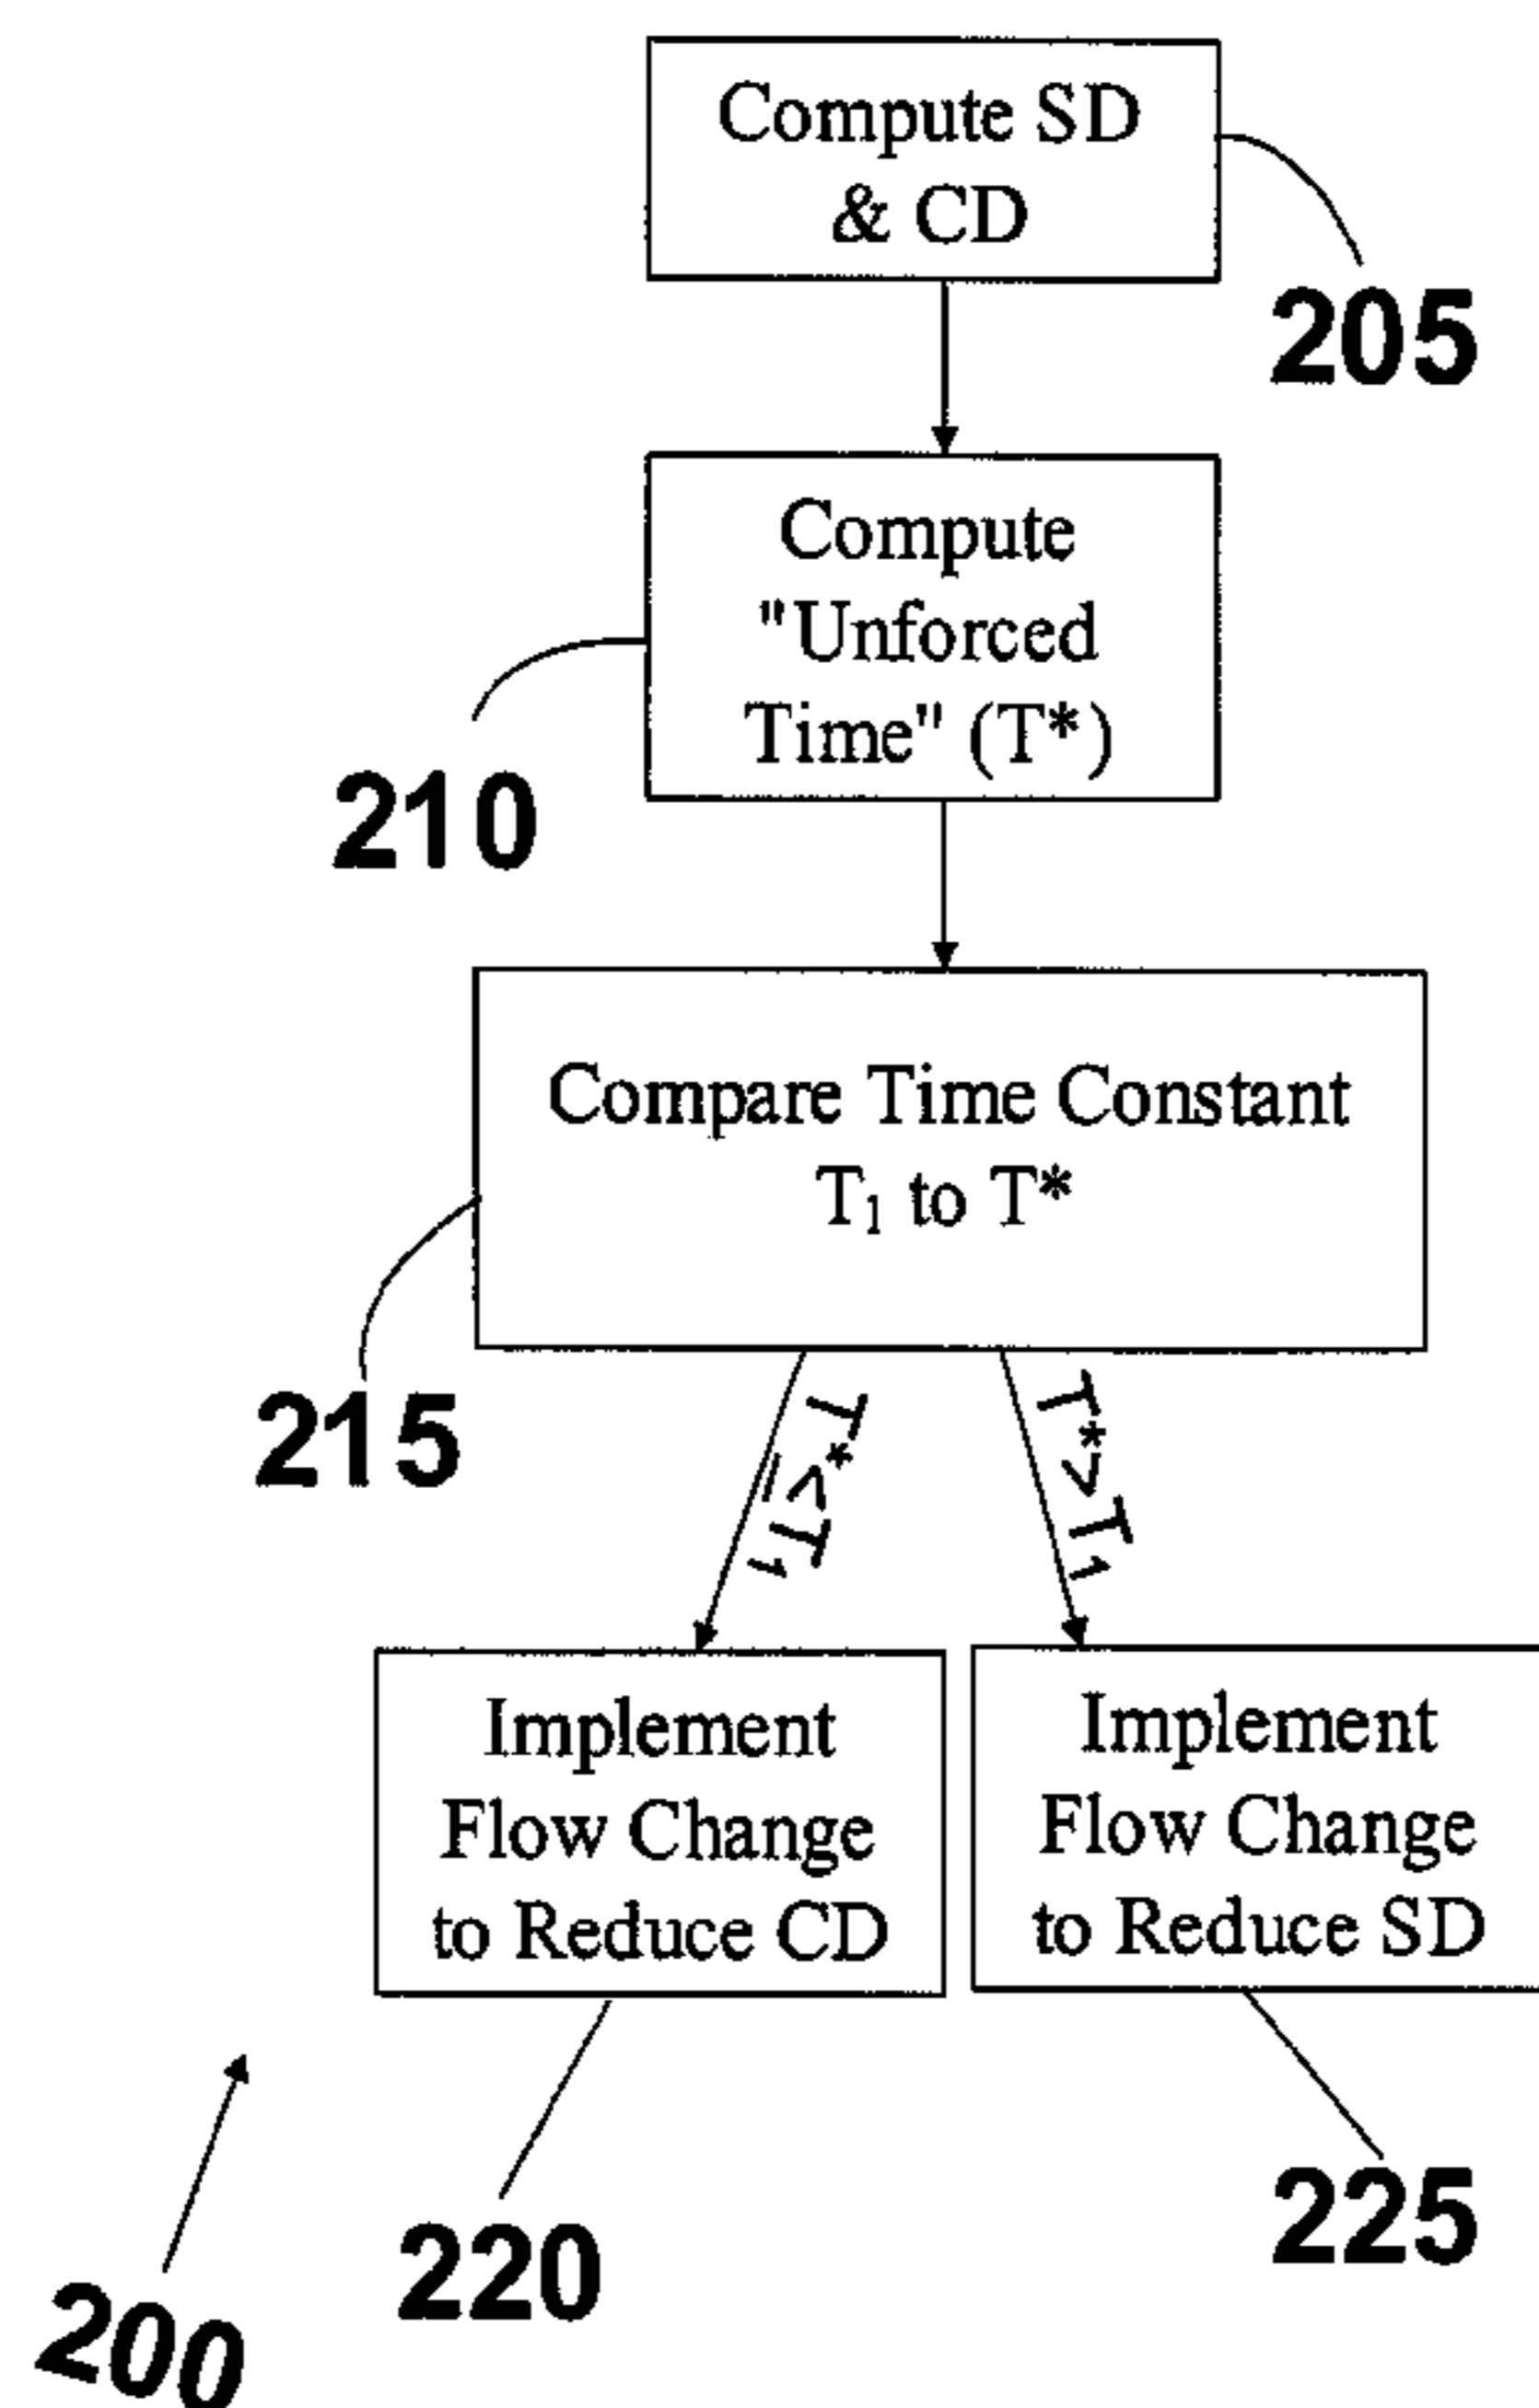 Compute SD
& CD
205
Compute
"Unforced
Time" (T*)
210
Compare Time Constant
T₁ to T*
215
T*≤T₁
T*>T₁
Implement
Flow Change
to Reduce CD
Implement
Flow Change
to Reduce SD
220
225
200